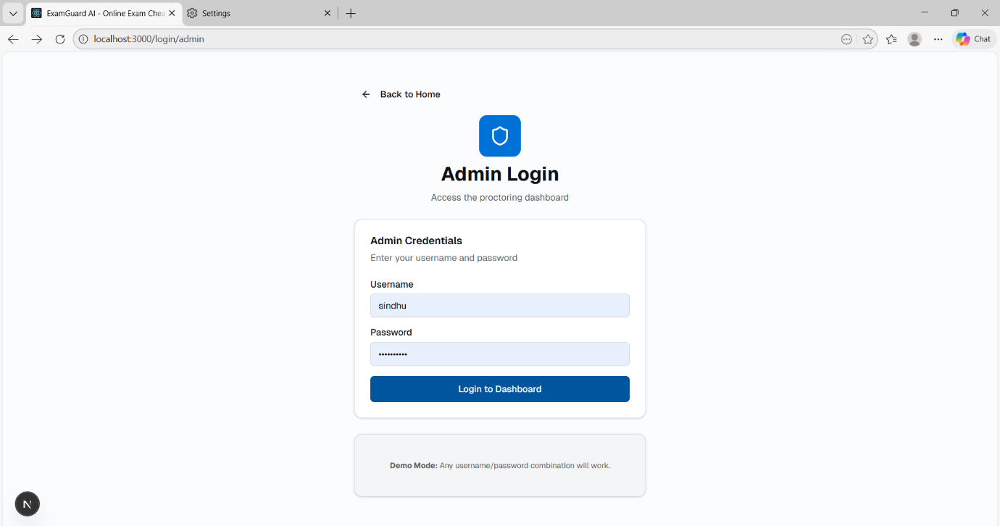 ExamGuard AI - Online Exam Chea
Settings
localhost:3000/login/admin
Chat
Back to Home
Admin Login
Access the proctoring dashboard
Admin Credentials
Enter your username and password
Username
sindhu
Password
••••••••••
Login to Dashboard
Demo Mode: Any username/password combination will work.
N